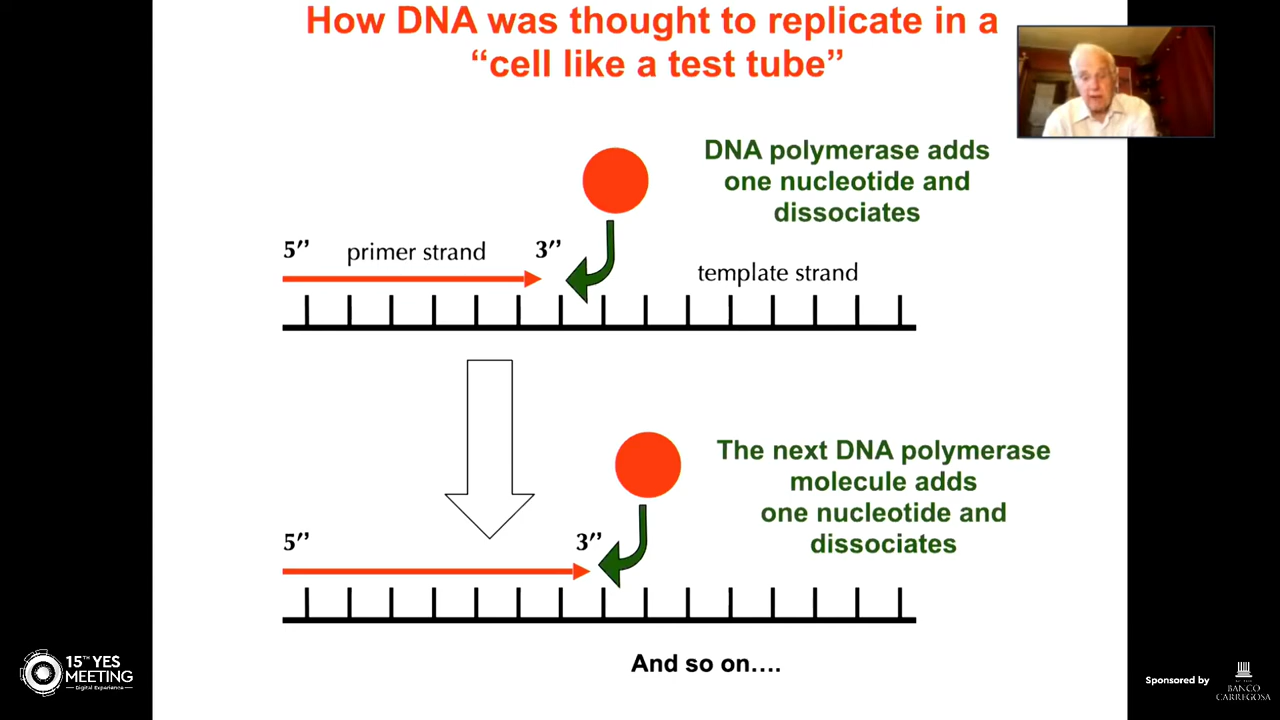 How DNA was thought to replicate in a
“cell like a test tube”
DNA polymerase adds
one nucleotide and
dissociates
5′′ primer strand 3′′
template strand
The next DNA polymerase
molecule adds
one nucleotide and
dissociates
5′′ 3′′
And so on….
15TH YES
MEETING
Digital Experience
Sponsored by
BANCO
CARREGOSA